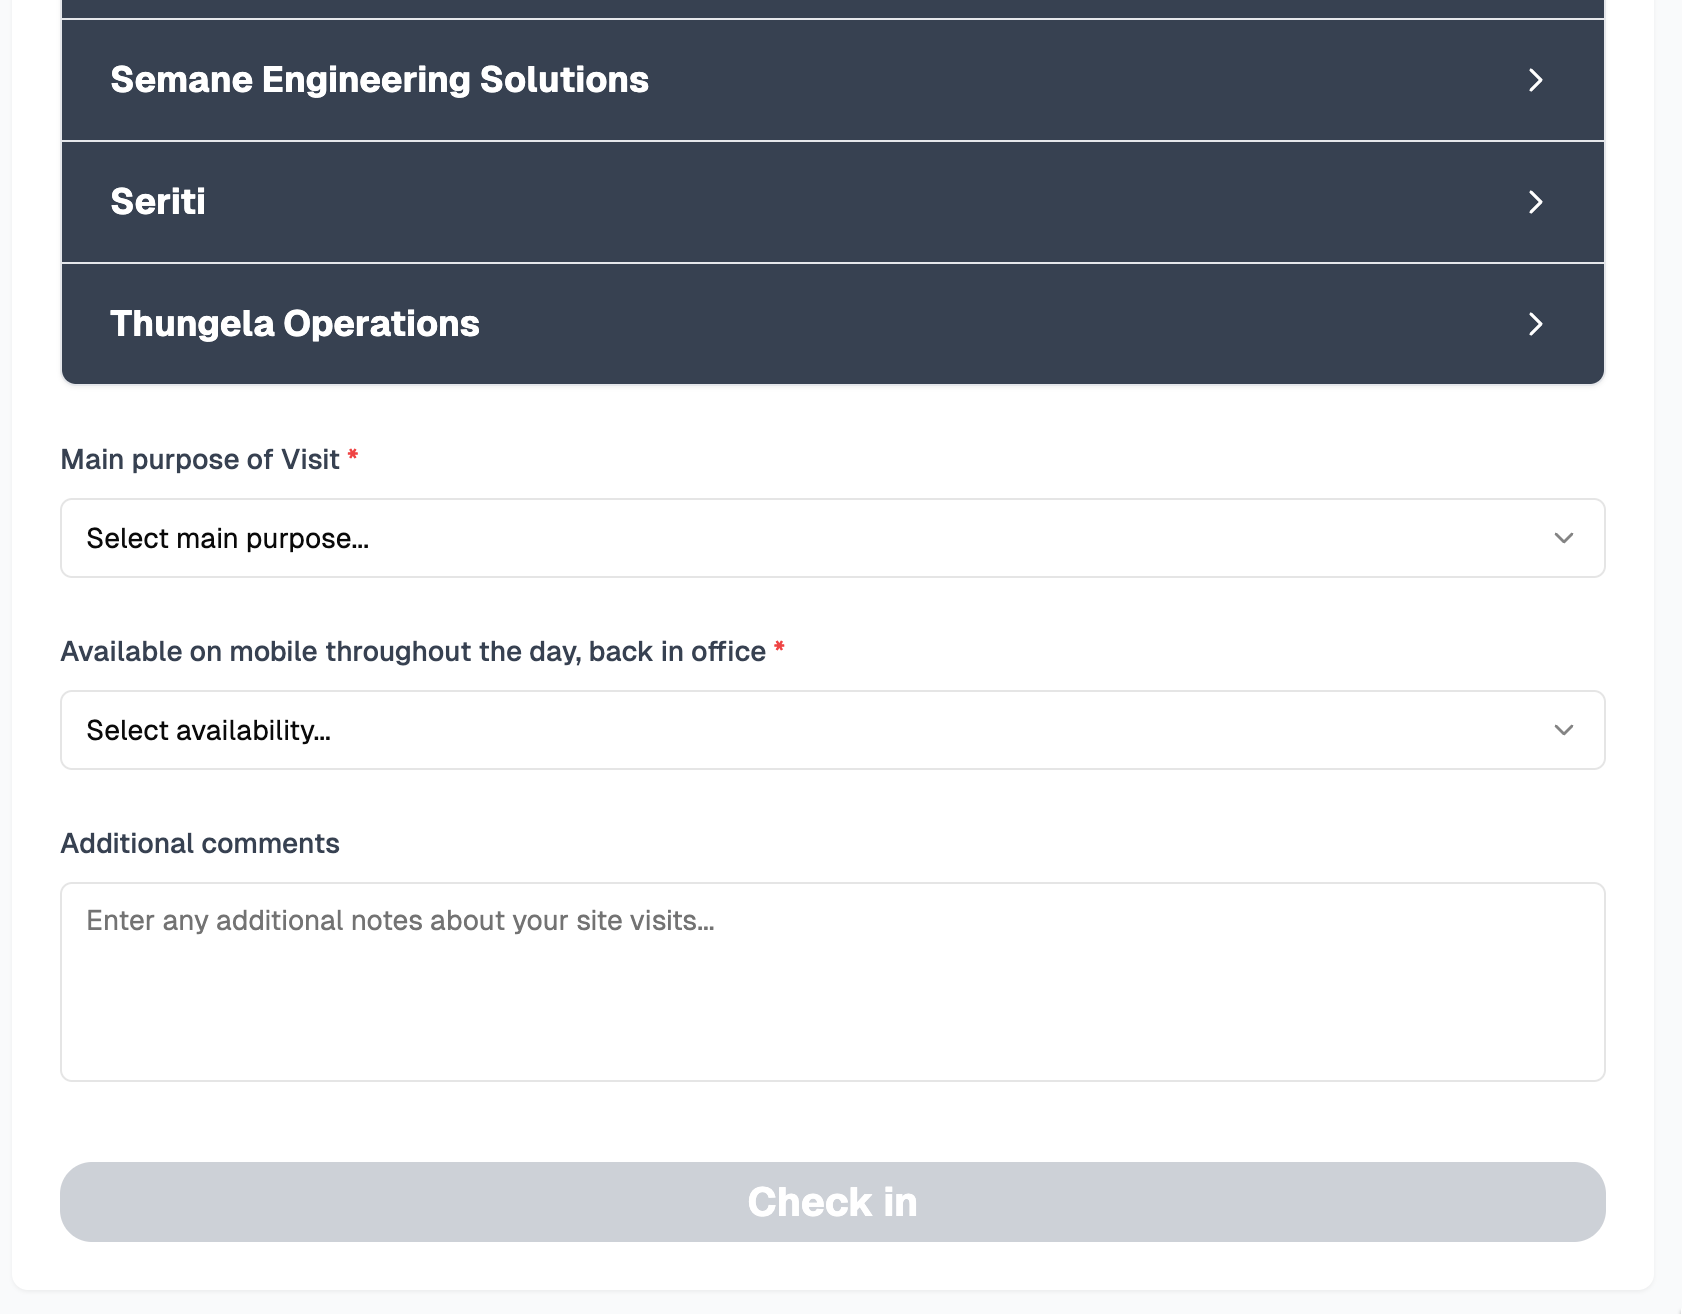 Semane Engineering Solutions
Seriti
Thungela Operations
Main purpose of Visit *
Select main purpose...
Available on mobile throughout the day, back in office *
Select availability...
Additional comments
Enter any additional notes about your site visits...
Check in